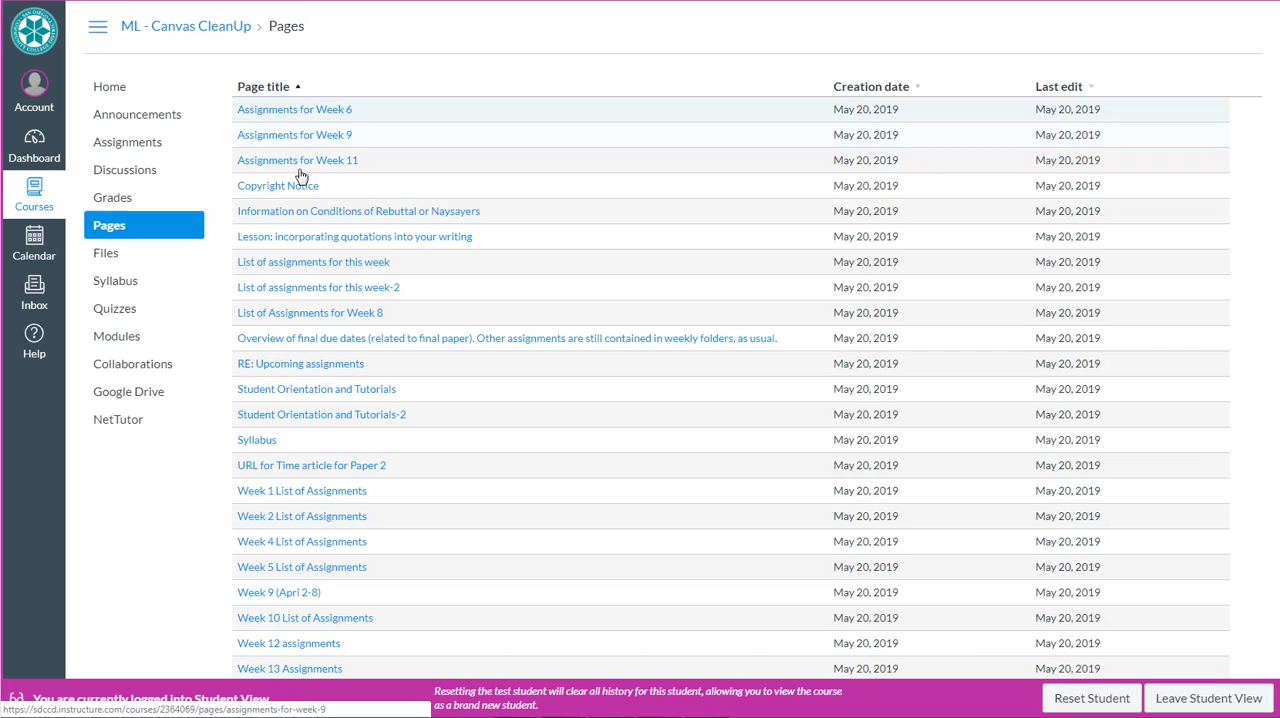 ML - Canvas CleanUp › Pages
Account
Dashboard
Courses
Calendar
Inbox
Help
Home
Announcements
Assignments
Discussions
Grades
Pages
Files
Syllabus
Quizzes
Modules
Collaborations
Google Drive
NetTutor
Page title Creation date Last edit
Assignments for Week 6 May 20, 2019 May 20, 2019
Assignments for Week 9 May 20, 2019 May 20, 2019
Assignments for Week 11 May 20, 2019 May 20, 2019
Copyright Notice May 20, 2019 May 20, 2019
Information on Conditions of Rebuttal or Naysayers May 20, 2019 May 20, 2019
Lesson: incorporating quotations into your writing May 20, 2019 May 20, 2019
List of assignments for this week May 20, 2019 May 20, 2019
List of assignments for this week-2 May 20, 2019 May 20, 2019
List of Assignments for Week 8 May 20, 2019 May 20, 2019
Overview of final due dates (related to final paper). Other assignments are still contained in weekly folders, as usual. May 20, 2019 May 20, 2019
RE: Upcoming assignments May 20, 2019 May 20, 2019
Student Orientation and Tutorials May 20, 2019 May 20, 2019
Student Orientation and Tutorials-2 May 20, 2019 May 20, 2019
Syllabus May 20, 2019 May 20, 2019
URL for Time article for Paper 2 May 20, 2019 May 20, 2019
Week 1 List of Assignments May 20, 2019 May 20, 2019
Week 2 List of Assignments May 20, 2019 May 20, 2019
Week 4 List of Assignments May 20, 2019 May 20, 2019
Week 5 List of Assignments May 20, 2019 May 20, 2019
Week 9 (Apri 2-8) May 20, 2019 May 20, 2019
Week 10 List of Assignments May 20, 2019 May 20, 2019
Week 12 assignments May 20, 2019 May 20, 2019
Week 13 Assignments May 20, 2019 May 20, 2019
You are currently logged into Student View
Resetting the test student will clear all history for this student, allowing you to view the course
as a brand new student.
Reset Student
Leave Student View
https://sdccd.instructure.com/courses/2364069/pages/assignments-for-week-9